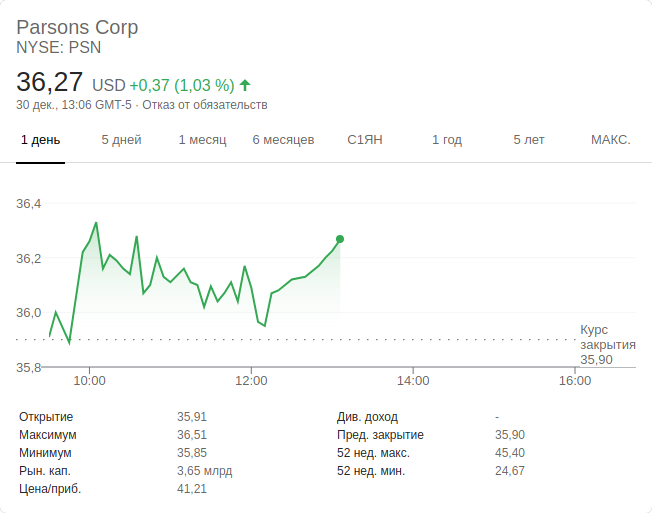 Parsons Corp
NYSE: PSN
36,27 USD +0,37 (1,03 %)
30 дек., 13:06 GMT-5 · Отказ от обязательств
1 день 5 дней 1 месяц 6 месяцев С1ЯН 1 год 5 лет МАКС.
36,4
36,2
36,0
35,8
Курс
закрытия
35,90
10:00 12:00 14:00 16:00
Открытие 35,91 Див. доход -
Максимум 36,51 Пред. закрытие 35,90
Минимум 35,85 52 нед. макс. 45,40
Рын. кап. 3,65 млрд 52 нед. мин. 24,67
Цена/приб. 41,21